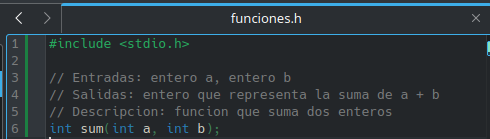 funciones.h
1 #include <stdio.h>
2
3 // Entradas: entero a, entero b
4 // Salidas: entero que representa la suma de a + b
5 // Descripcion: funcion que suma dos enteros
6 int sum(int a, int b);